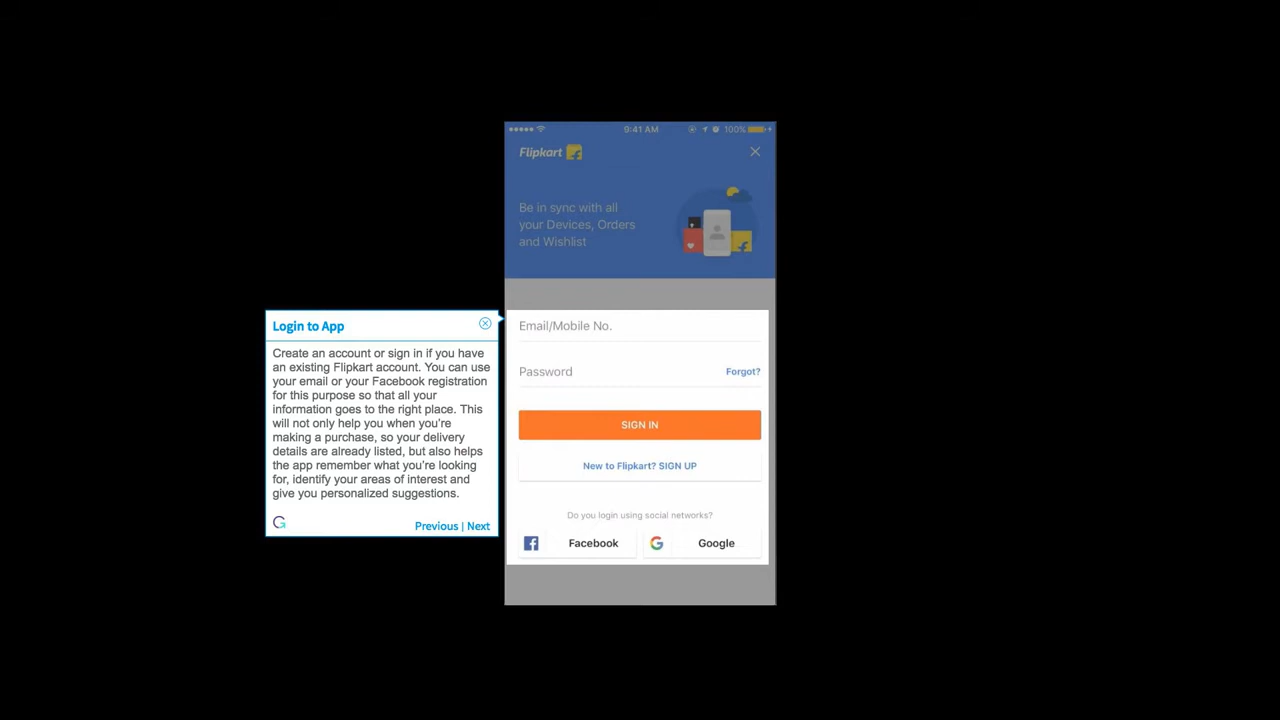 9:41 AM
100%
Flipkart
Be in sync with all
your Devices, Orders
and Wishlist
Login to App
Create an account or sign in if you have
an existing Flipkart account. You can use
your email or your Facebook registration
for this purpose so that all your
information goes to the right place. This
will not only help you when you're
making a purchase, so your delivery
details are already listed, but also helps
the app remember what you're looking
for, identify your areas of interest and
give you personalized suggestions.
Previous | Next
Email/Mobile No.
Password
Forgot?
SIGN IN
New to Flipkart? SIGN UP
Do you login using social networks?
Facebook
Google